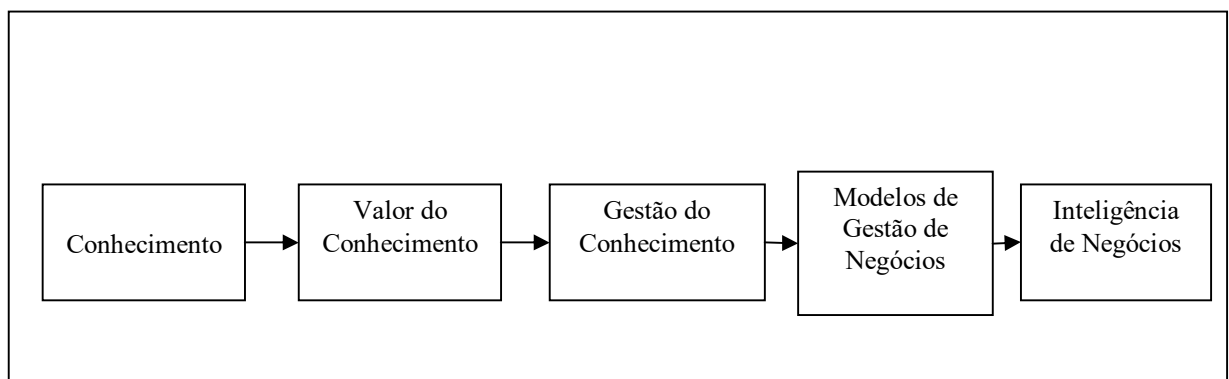 Conhecimento
Valor do
Conhecimento
Gestão do
Conhecimento
Modelos de
Gestão de
Negócios
Inteligência
de Negócios